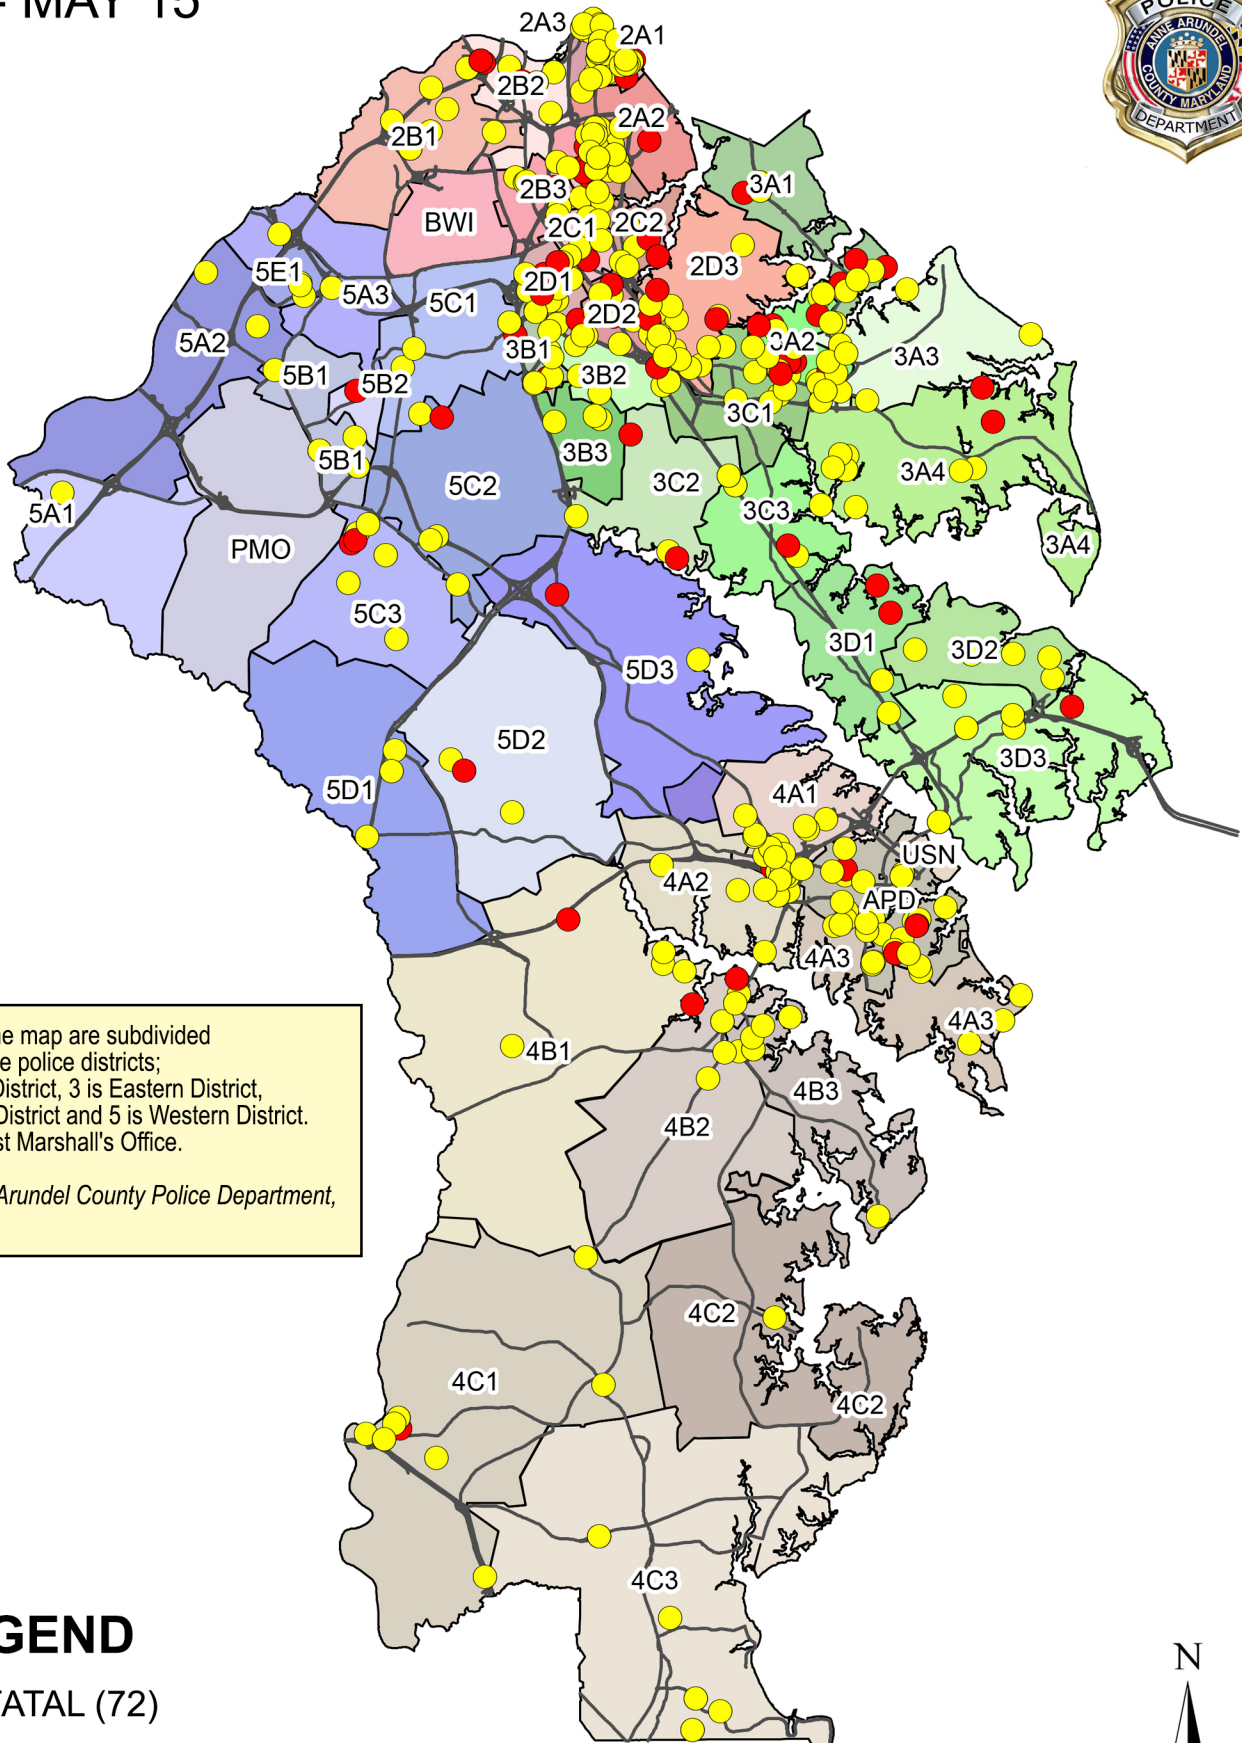 MAY 15
POLICE
ANNE ARUNDEL
COUNTY MARYLAND
DEPARTMENT
2A3
2A1
2B2
2A2
2B1
3A1
2B3
BWI
2C1
2C2
2D3
5E1
5A3
2D1
5C1
2D2
5A2
3B1
3A2
3A3
5B1
5B2
3B2
3C1
3B3
5B1
5C2
3C2
3A4
5A1
3C3
PMO
3A4
5C3
3D1
3D2
5D3
5D2
3D3
5D1
4A1
USN
4A2
APD
4A3
4A3
4B1
4B3
4B2
map are subdivided
police districts;
District, 3 is Eastern District,
District and 5 is Western District.
Marshall's Office.
Arundel County Police Department,
4C2
4C1
4C2
4C3
GEND
FATAL (72)
N